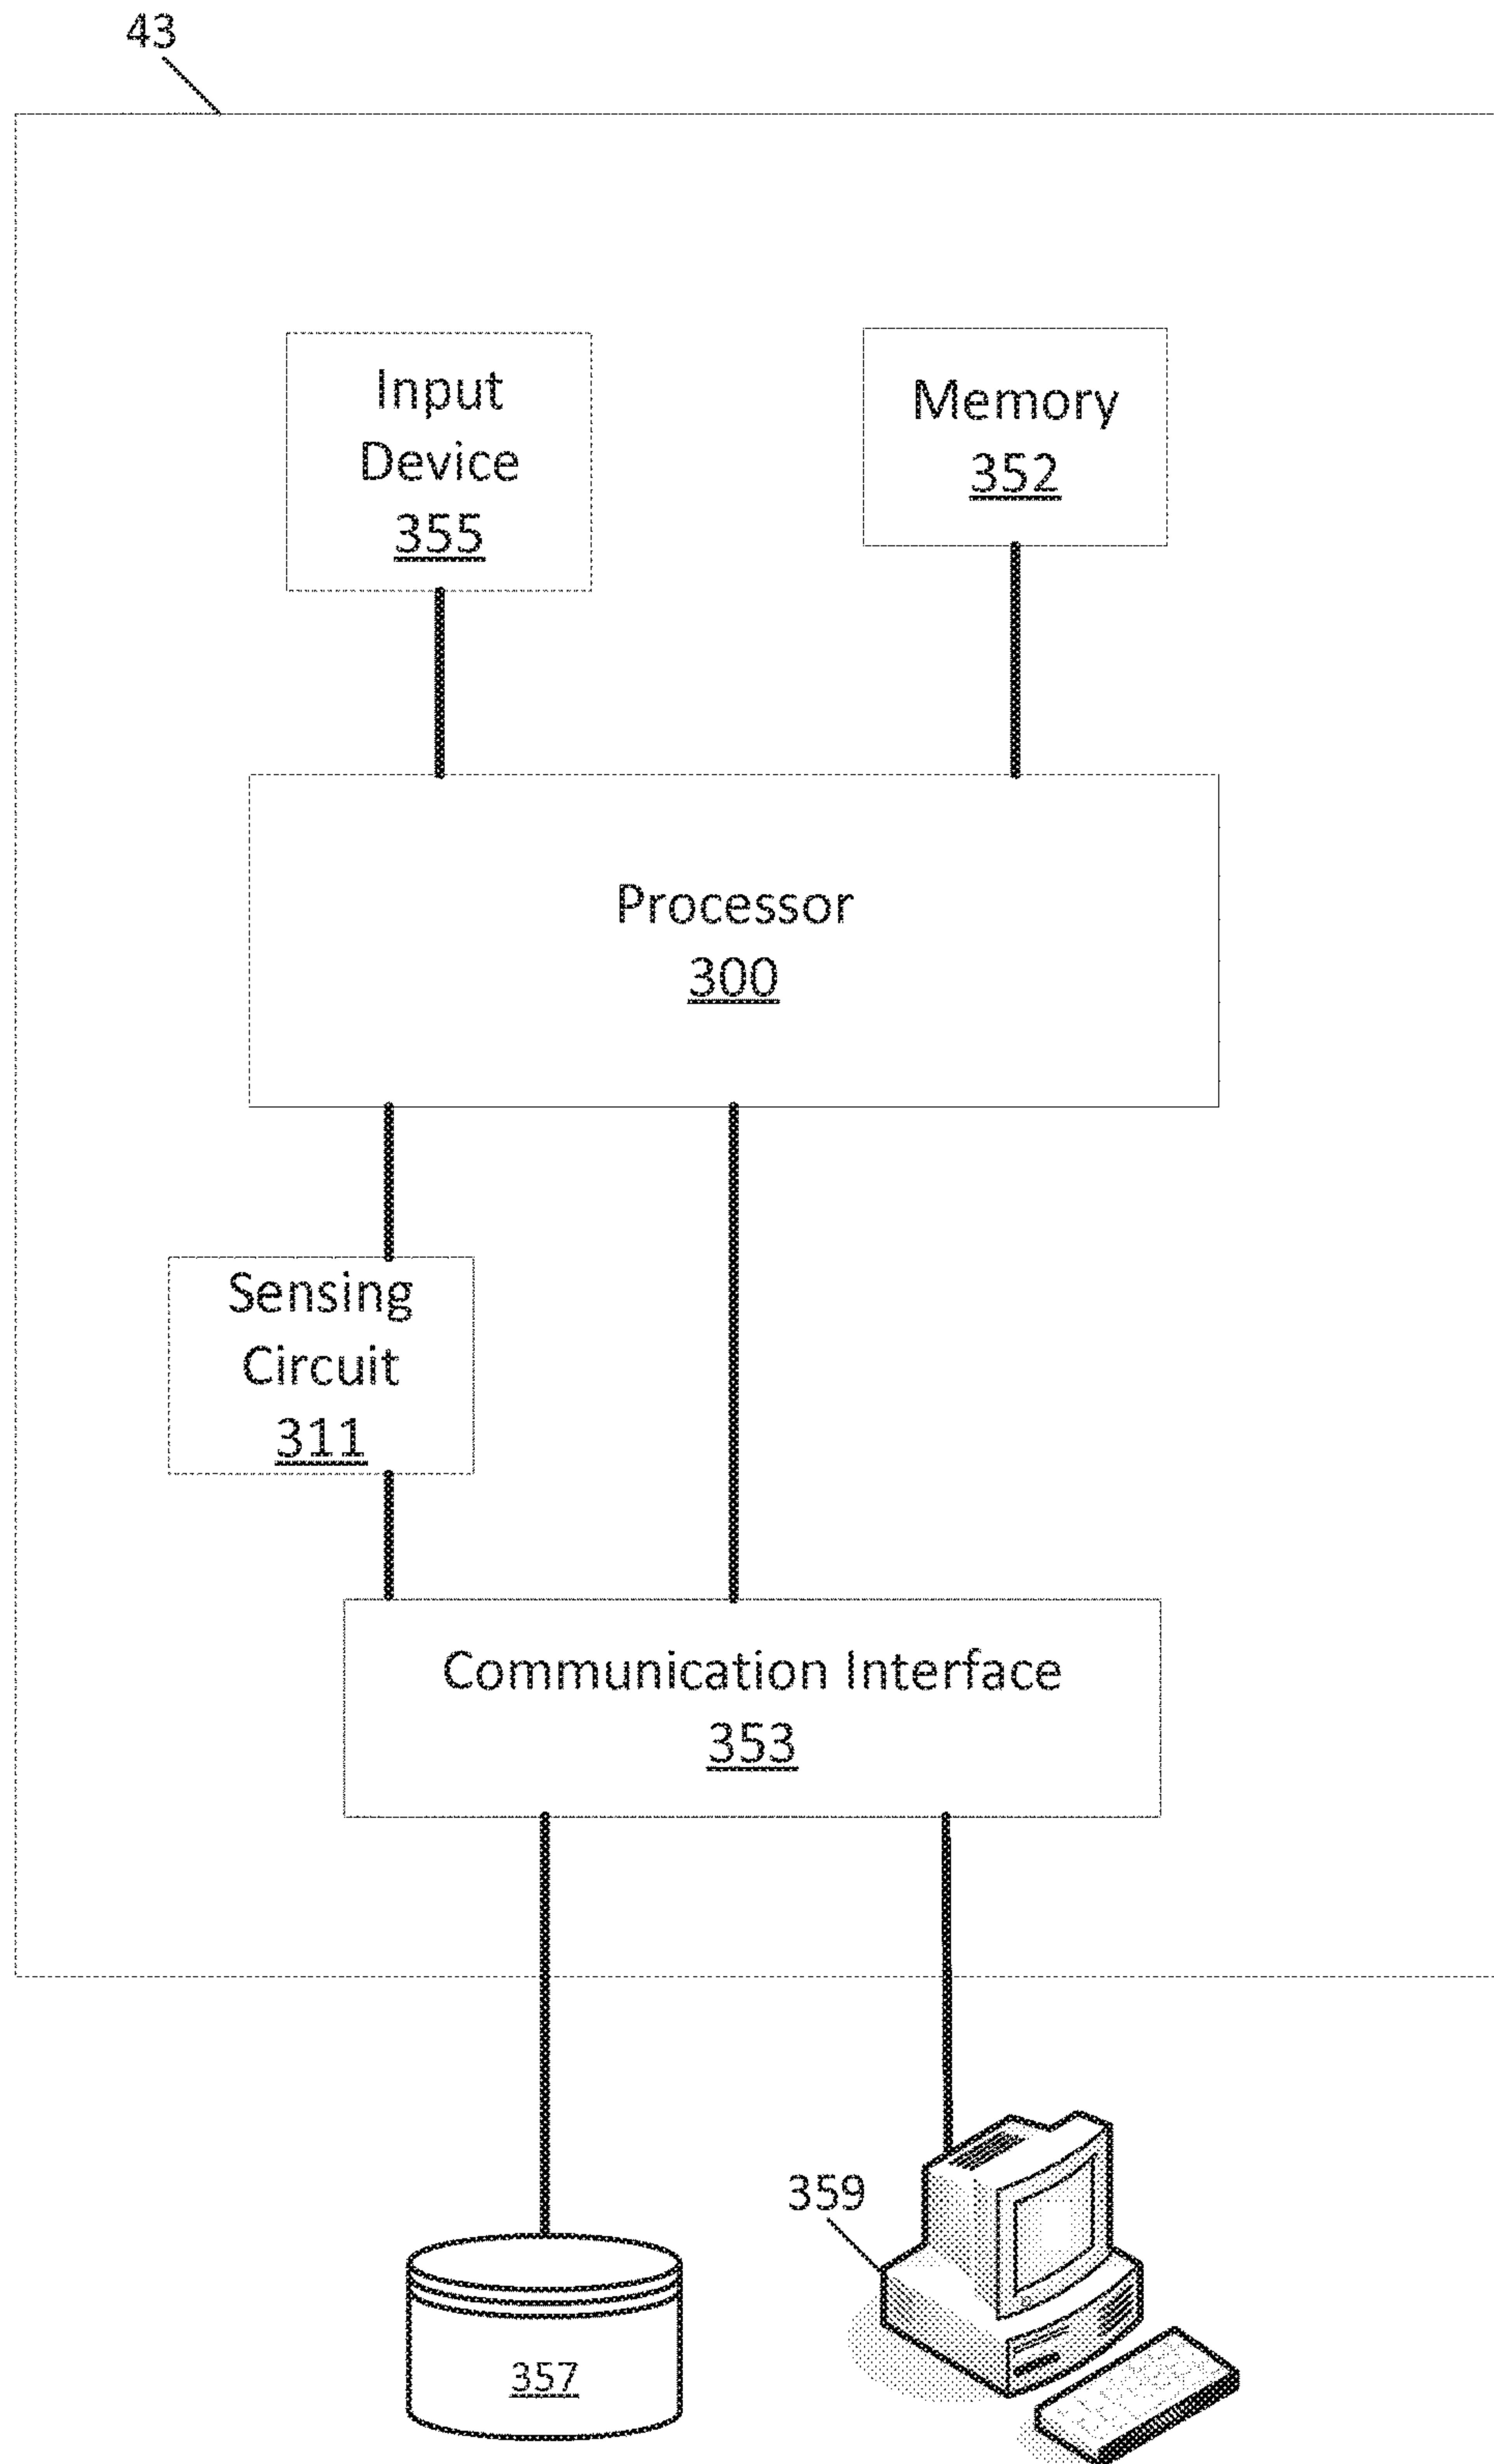 43
Input
Device
355
Memory
352
Processor
300
Sensing
Circuit
311
Communication Interface
353
359
357